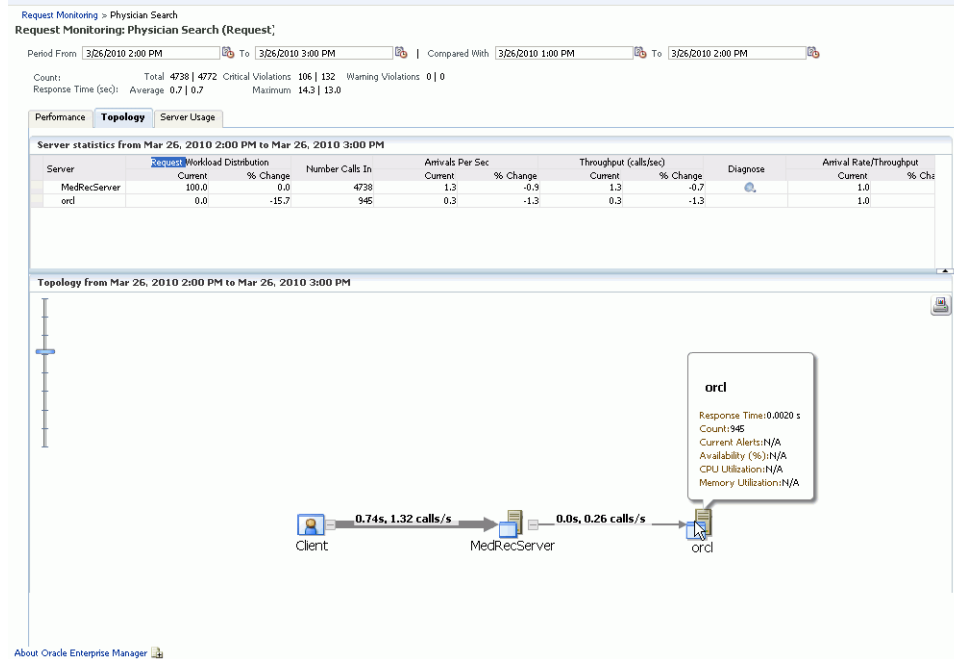 Request Monitoring > Physician Search
Request Monitoring: Physician Search (Request)
Period From 3/26/2010 2:00 PM To 3/26/2010 3:00 PM | Compared With 3/26/2010 1:00 PM To 3/26/2010 2:00 PM
Count: Total 4738 | 4772 Critical Violations 106 | 132 Warning Violations 0 | 0
Response Time (sec): Average 0.7 | 0.7 Maximum 14.3 | 13.0
Performance Topology Server Usage
Server statistics from Mar 26, 2010 2:00 PM to Mar 26, 2010 3:00 PM
Server Request Workload Distribution Number Calls In Arrivals Per Sec Throughput (calls/sec) Diagnose Arrival Rate/Throughput
Current % Change Current % Change Current % Change Current % Cha
MedRecServer 100.0 0.0 4738 1.3 -0.9 1.3 -0.7 1.0
orcl 0.0 -15.7 945 0.3 -1.3 0.3 -1.3 1.0
Topology from Mar 26, 2010 2:00 PM to Mar 26, 2010 3:00 PM
orcl
Response Time:0.0020 s
Count:945
Current Alerts:N/A
Availability (%):N/A
CPU Utilization:N/A
Memory Utilization:N/A
0.74s, 1.32 calls/s 0.0s, 0.26 calls/s
Client MedRecServer orcl
About Oracle Enterprise Manager